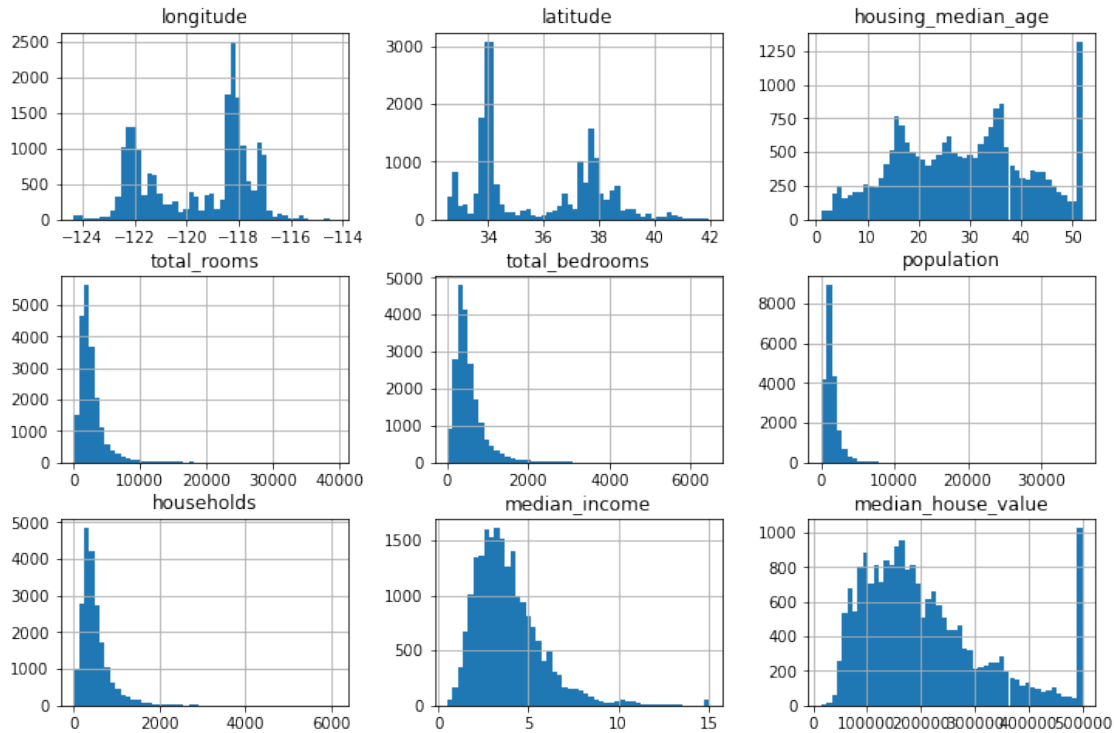 longitude latitude housing_median_age
2500 3000 1250
2000 1000
1500 2000 750
1000 1000 500
500 250
0 0 0
−124 −122 −120 −118 −116 −114 34 36 38 40 42 0 10 20 30 40 50
total_rooms total_bedrooms population
5000 5000 8000
4000 4000 6000
3000 3000
2000 2000 4000
1000 1000 2000
0 0 0
0 10000 20000 30000 40000 0 2000 4000 6000 0 10000 20000 30000
households median_income median_house_value
5000 1500 1000
4000 800
3000 1000 600
2000 500 400
1000 200
0 0 0
0 2000 4000 6000 0 5 10 15 0 100000 200000 300000 400000 500000